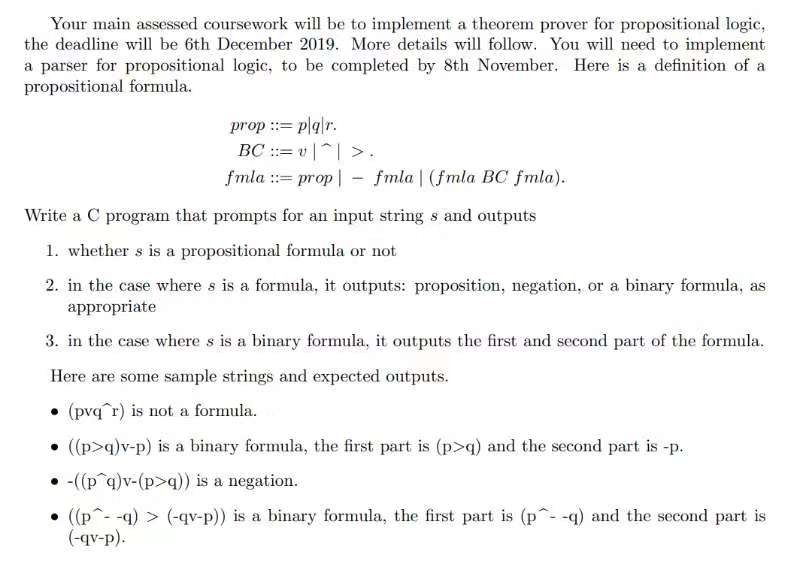 Your main assessed coursework will be to implement a theorem prover for propositional logic,
the deadline will be 6th December 2019. More details will follow. You will need to implement
a parser for propositional logic, to be completed by 8th November. Here is a definition of a
propositional formula.
prop ::= p|q|r.
BC ::= v | ^ | > .
fmla ::= prop | − fmla | (fmla BC fmla).
Write a C program that prompts for an input string s and outputs
1. whether s is a propositional formula or not
2. in the case where s is a formula, it outputs: proposition, negation, or a binary formula, as
appropriate
3. in the case where s is a binary formula, it outputs the first and second part of the formula.
Here are some sample strings and expected outputs.
• (pvq^r) is not a formula.
• ((p>q)v-p) is a binary formula, the first part is (p>q) and the second part is -p.
• -((p^q)v-(p>q)) is a negation.
• ((p^- -q) > (-qv-p)) is a binary formula, the first part is (p^- -q) and the second part is
(-qv-p).